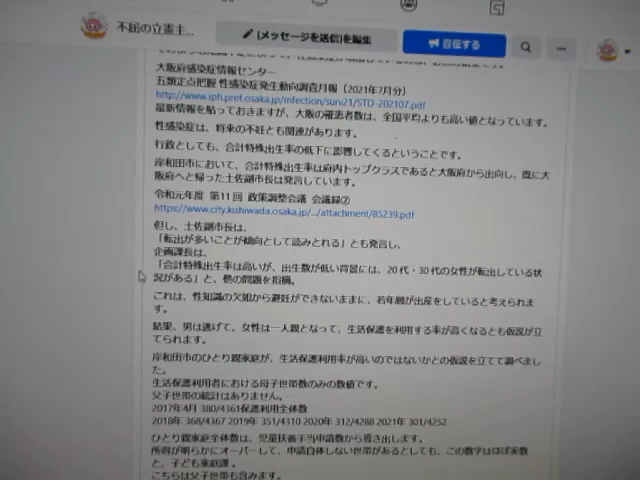 不屈の立憲主...
[メッセージを送信]を編集
宣伝する
大阪府感染症情報センター
五類定点把握 性感染症発生動向調査月報（2021年7月分）
http://www.iph.pref.osaka.jp/infection/surv21/STD-202107.pdf
最新情報を貼っておきますが、大阪の罹患者数は、全国平均よりも高い値となっています。
性感染症は、将来の不妊とも関連があります。
行政としても、合計特殊出生率の低下に影響してくるということです。
岸和田市において、合計特殊出生率は府内トップクラスであると大阪府から出向し、既に大
阪府へと帰った土佐副市長は発言しています。
令和元年度 第11回 政策調整会議 会議録②
https://www.city.kishiwada.osaka.jp/../attachment/85239.pdf
但し、土佐副市長は、
「転出が多いことが傾向として読みとれる」とも発言し、
企画課長は、
「合計特殊出生率は高いが、出生数が低い背景には、20代・30代の女性が転出している状
況がある」と、他の問題を指摘。
これは、性知識の欠如から避妊ができないままに、若年層が出産をしていると考えられま
す。
結果、男は逃げて、女性は一人親となって、生活保護を利用する率が高くなるとも仮説が立
てられます。
岸和田市のひとり親家庭が、生活保護利用率が高いのではないかとの仮説を立てて調べまし
た。
生活保護利用者における母子世帯数のみの数値です。
父子世帯の統計はありません。
2017年4月 380/4361保護利用全体数
2018年 368/4367 2019年 351/4310 2020年 312/4288 2021年 301/4252
ひとり親家庭全体数は、児童扶養手当申請数から導き出します。
所得が明らかにオーバーして、申請自体しない世帯があるとしても、この数字はほぼ実数
と、子ども家庭課。
こちらは父子世帯も含みます。